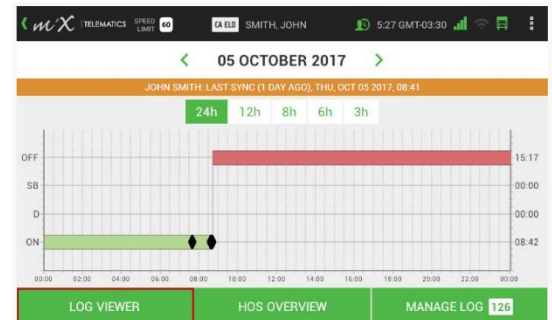 MiX TELEMATICS SPEED LIMIT 60 CA ELD SMITH, JOHN 5:27 GMT-03:30
05 OCTOBER 2017
JOHN SMITH: LAST SYNC (1 DAY AGO), THU, OCT 05 2017, 08:41
24h 12h 8h 6h 3h
OFF 15:17
SB 00:00
D 00:00
ON 08:42
00:00 02:00 04:00 06:00 08:00 10:00 12:00 14:00 16:00 18:00 20:00 22:00 00:00
LOG VIEWER HOS OVERVIEW MANAGE LOG 126